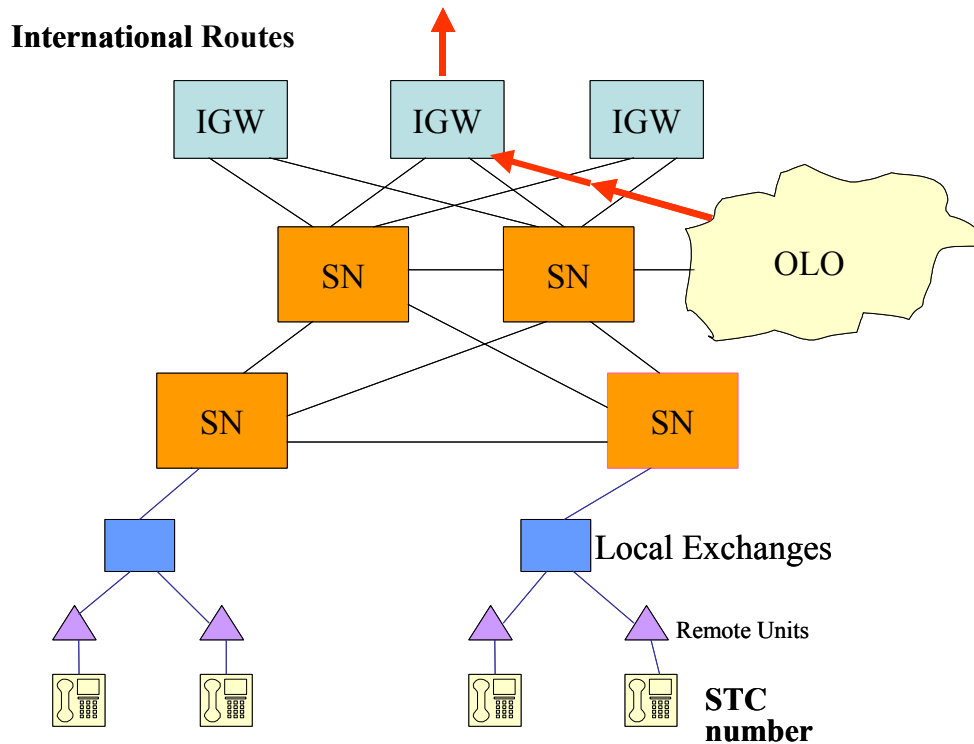 International Routes
IGW
IGW
IGW
SN
SN
OLO
SN
SN
Local Exchanges
Remote Units
STC
number